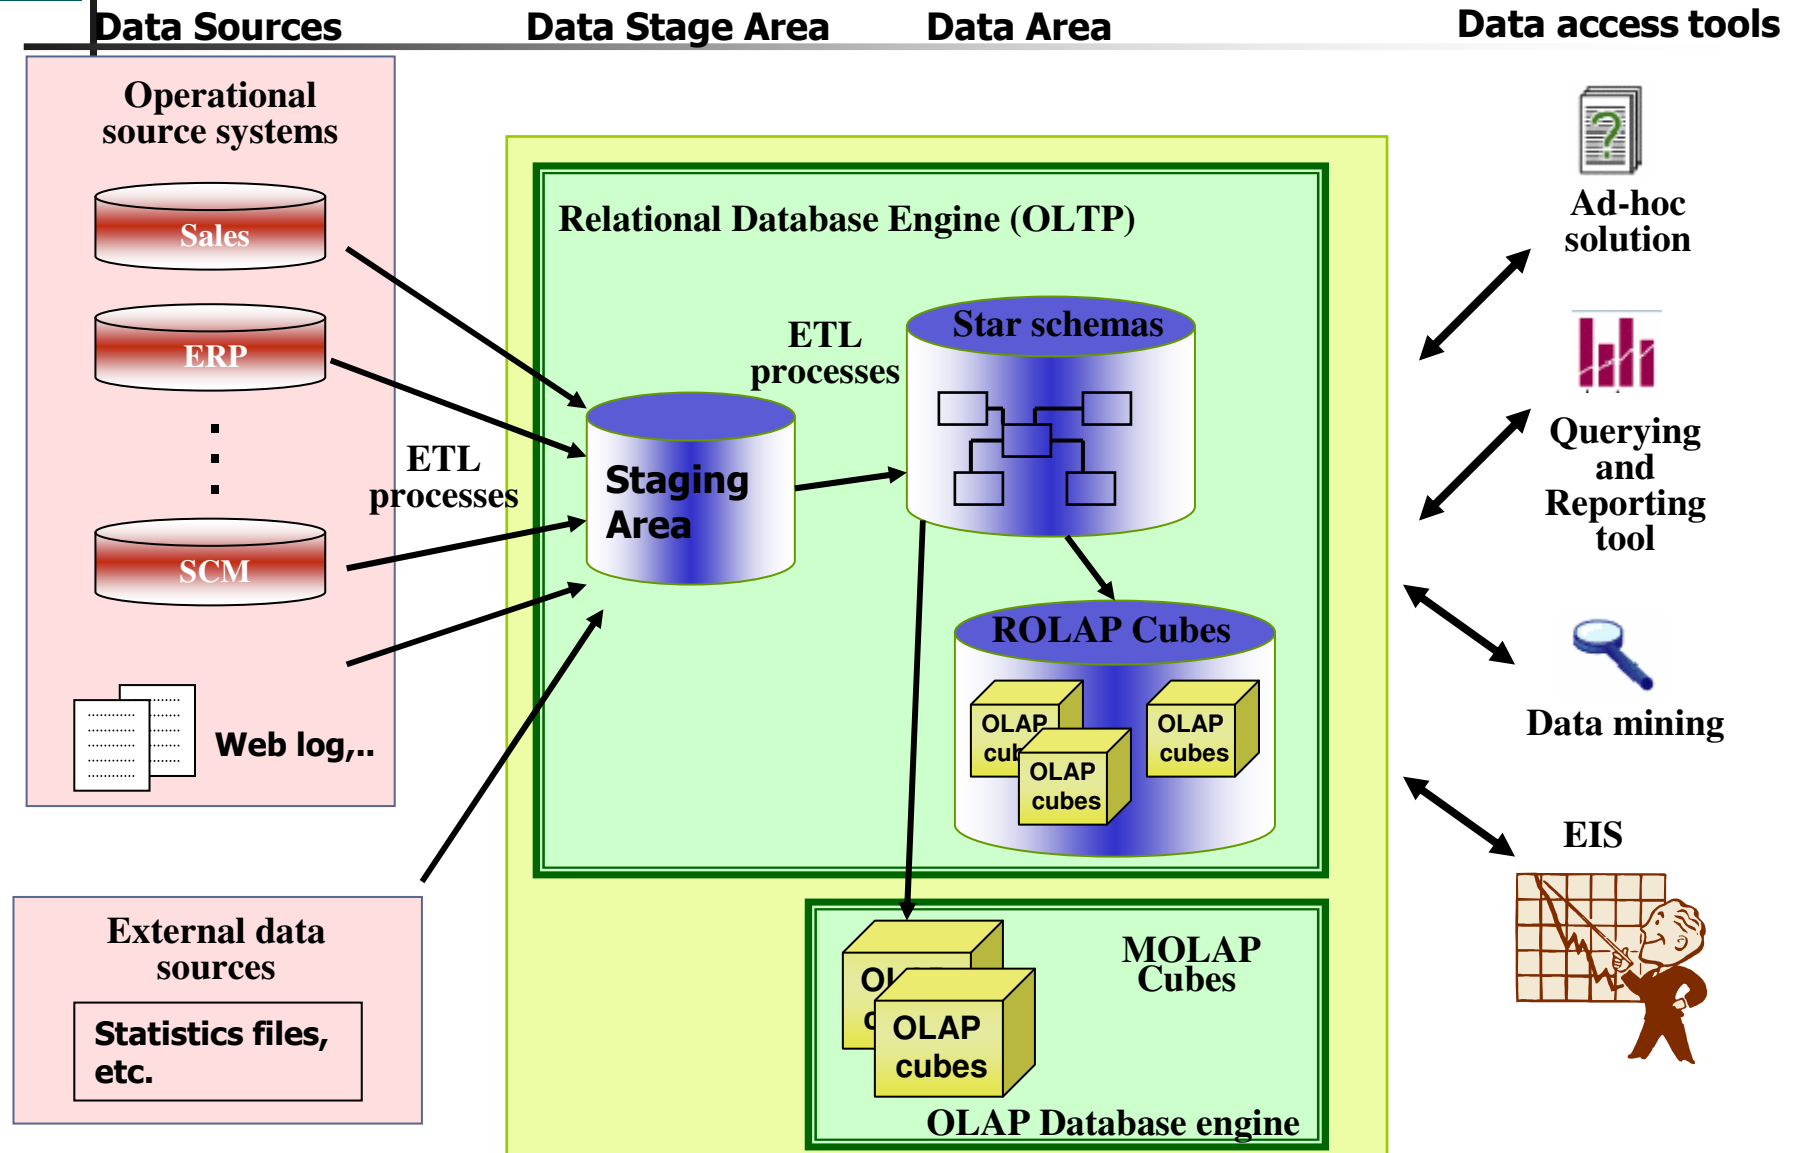 Data Sources
Data Stage Area
Data Area
Data access tools
Operational
source systems
Sales
ERP
SCM
Web log,..
ETL
processes
External data
sources
Statistics files,
etc.
Relational Database Engine (OLTP)
Staging
Area
ETL
processes
Star schemas
ROLAP Cubes
OLAP
cub
OLAP
cubes
OLAP
cubes
MOLAP
Cubes
OLAP
cubes
OLAP Database engine
Ad-hoc
solution
Querying
and
Reporting
tool
Data mining
EIS